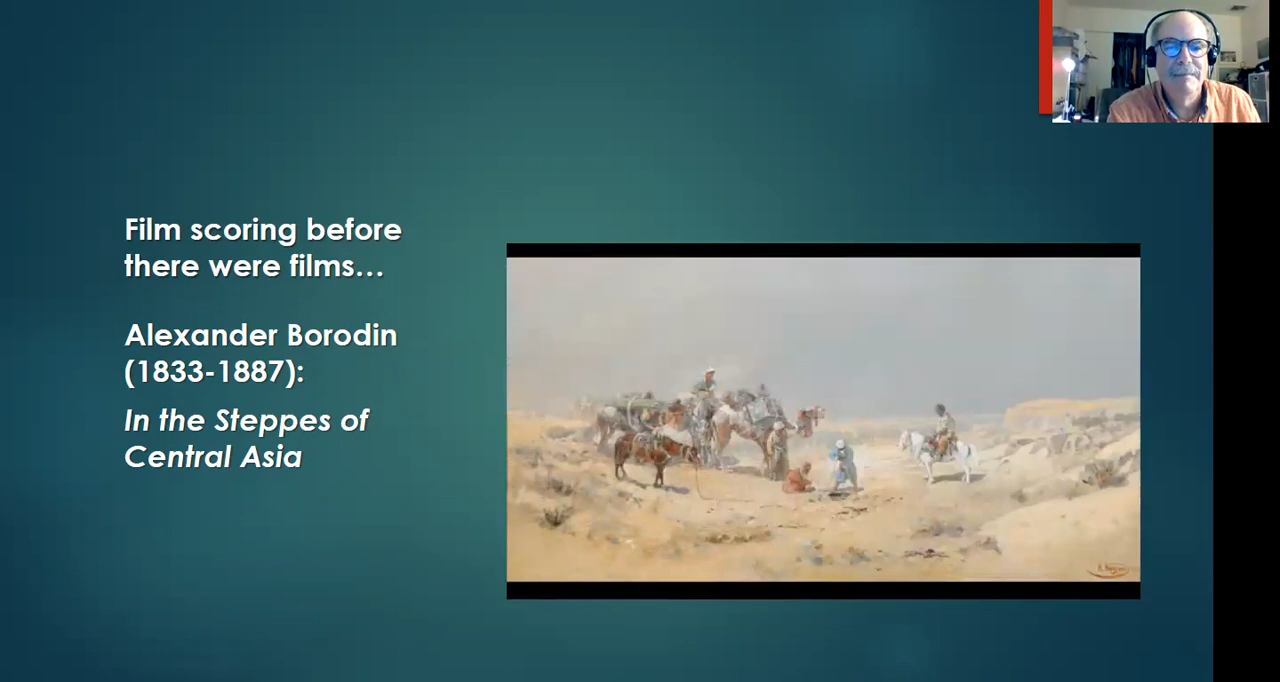 Film scoring before
there were films…
Alexander Borodin
(1833-1887):
In the Steppes of
Central Asia